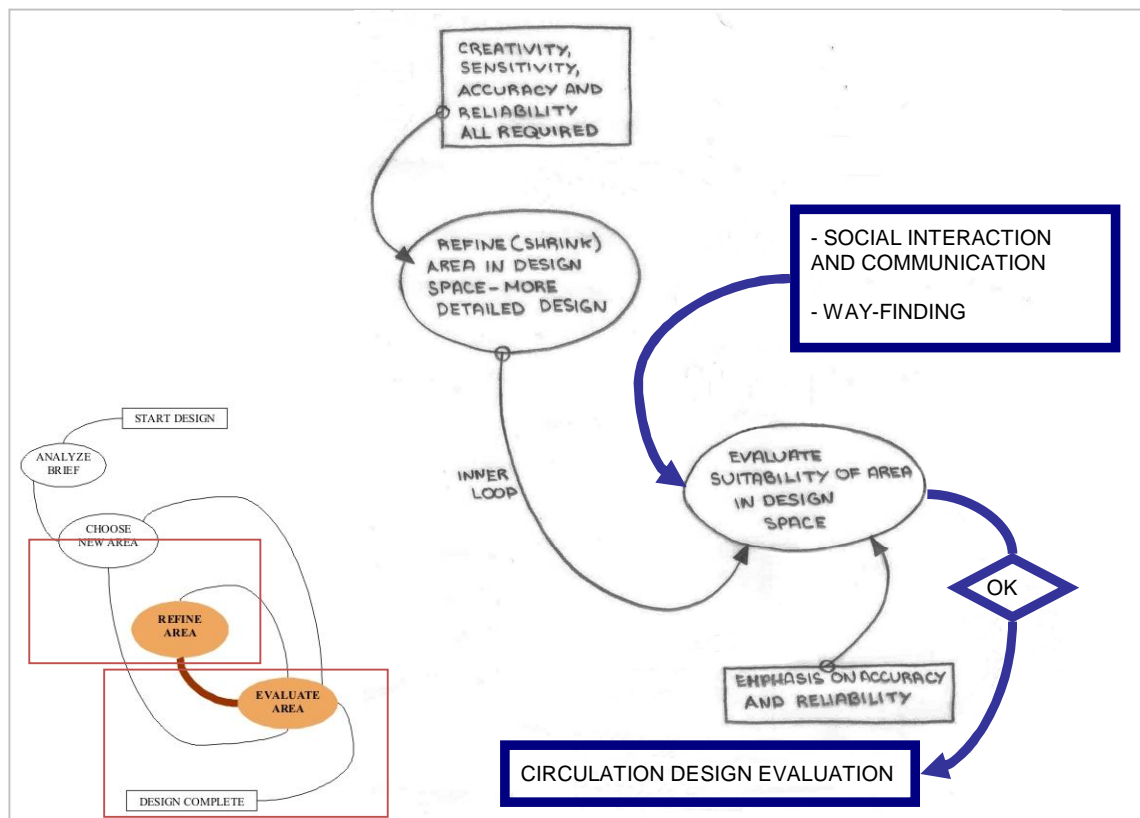 CREATIVITY,
SENSITIVITY,
ACCURACY AND
RELIABILITY
ALL REQUIRED
REFINE (SHRINK)
AREA IN DESIGN
SPACE - MORE
DETAILED DESIGN
- SOCIAL INTERACTION
AND COMMUNICATION
- WAY-FINDING
INNER
LOOP
EVALUATE
SUITABILITY OF AREA
IN DESIGN
SPACE
OK
EMPHASIS ON ACCURACY
AND RELIABILITY
CIRCULATION DESIGN EVALUATION
START DESIGN
ANALYZE
BRIEF
CHOOSE
NEW AREA
REFINE
AREA
EVALUATE
AREA
DESIGN COMPLETE